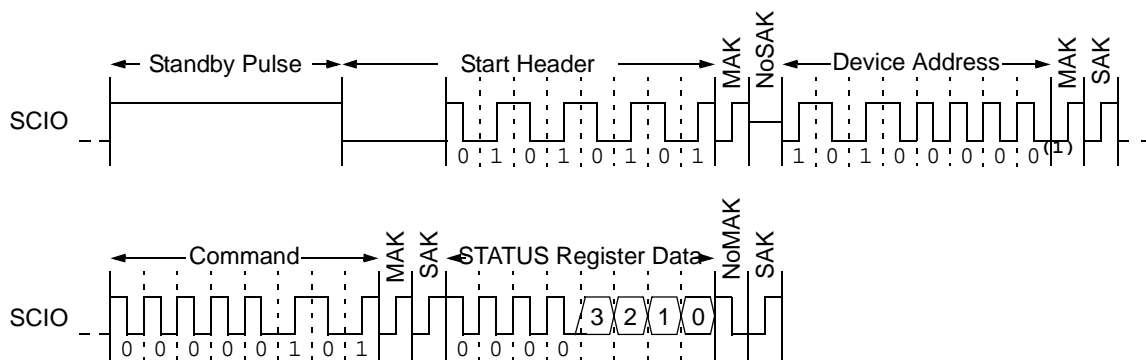 Standby Pulse Start Header MAK NoSAK Device Address MAK SAK
SCIO
0 1 0 1 0 1 0 1 1 0 1 0 0 0 0 0(1)
Command MAK SAK STATUS Register Data NoMAK SAK
SCIO 3 2 1 0
0 0 0 0 0 1 0 1 0 0 0 0